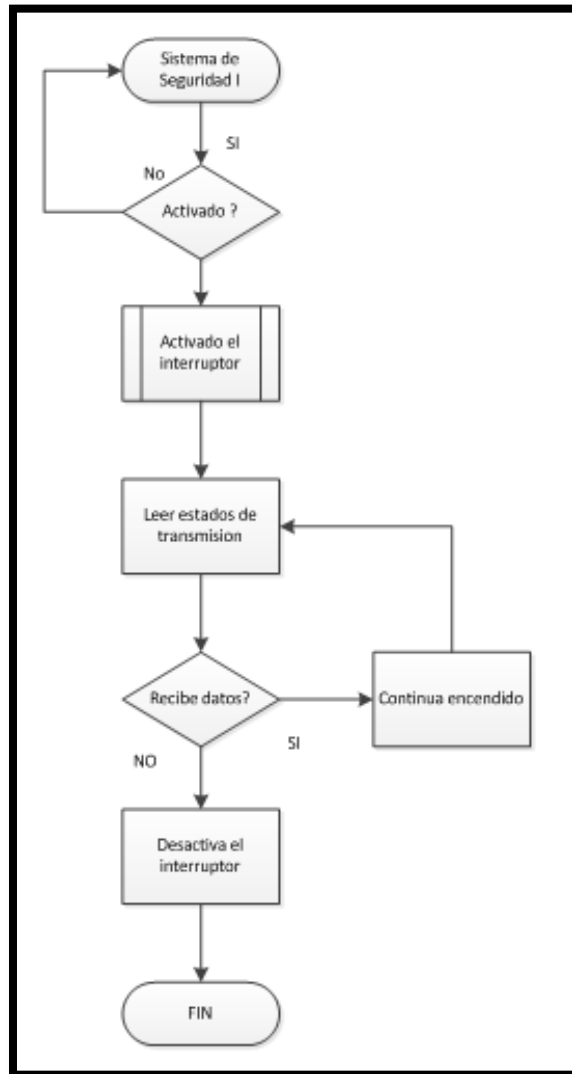 Sistema de
Seguridad I
SI
No
Activado ?
Activado el
interruptor
Leer estados de
transmision
Recibe datos?
Continua encendido
SI
NO
Desactiva el
interruptor
FIN